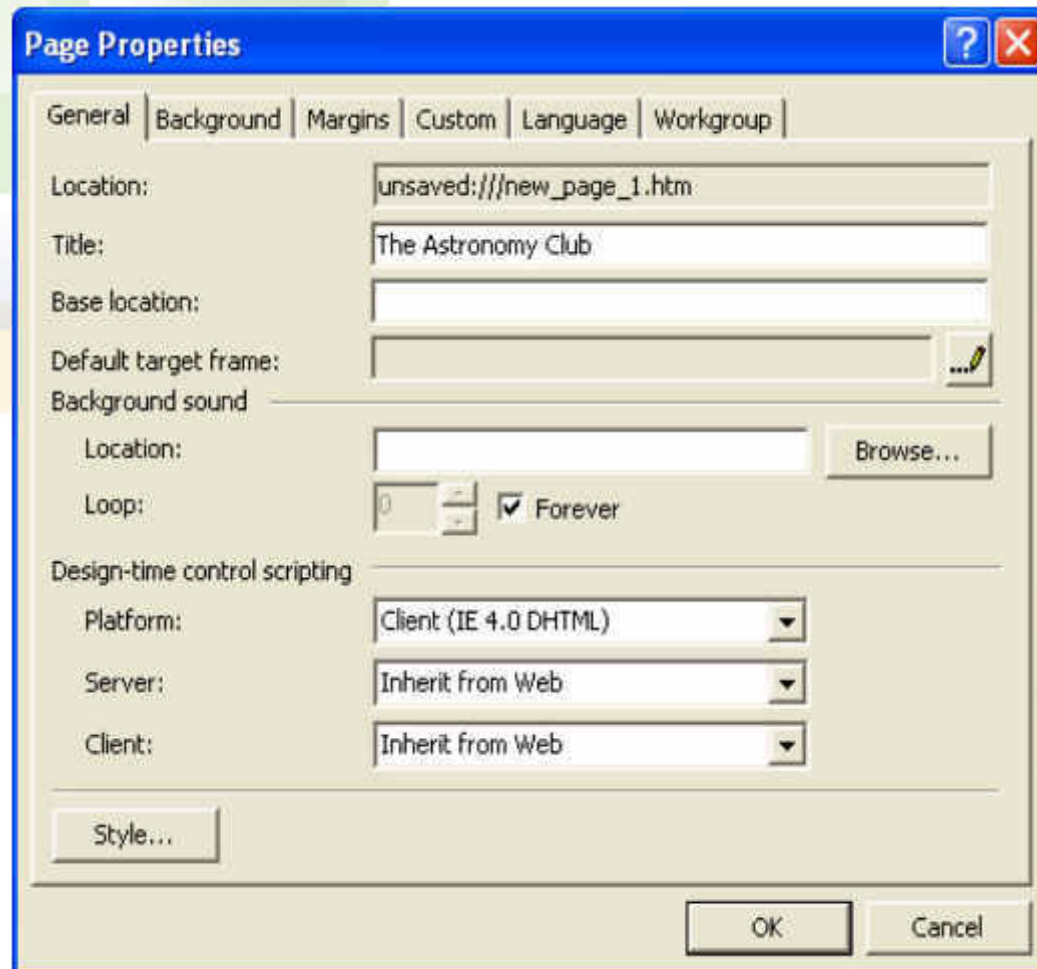 Page Properties
General Background Margins Custom Language Workgroup
Location: unsaved:///new_page_1.htm
Title: The Astronomy Club
Base location:
Default target frame:
Background sound
Location: Browse...
Loop: 0 Forever
Design-time control scripting
Platform: Client (IE 4.0 DHTML)
Server: Inherit from Web
Client: Inherit from Web
Style...
OK Cancel